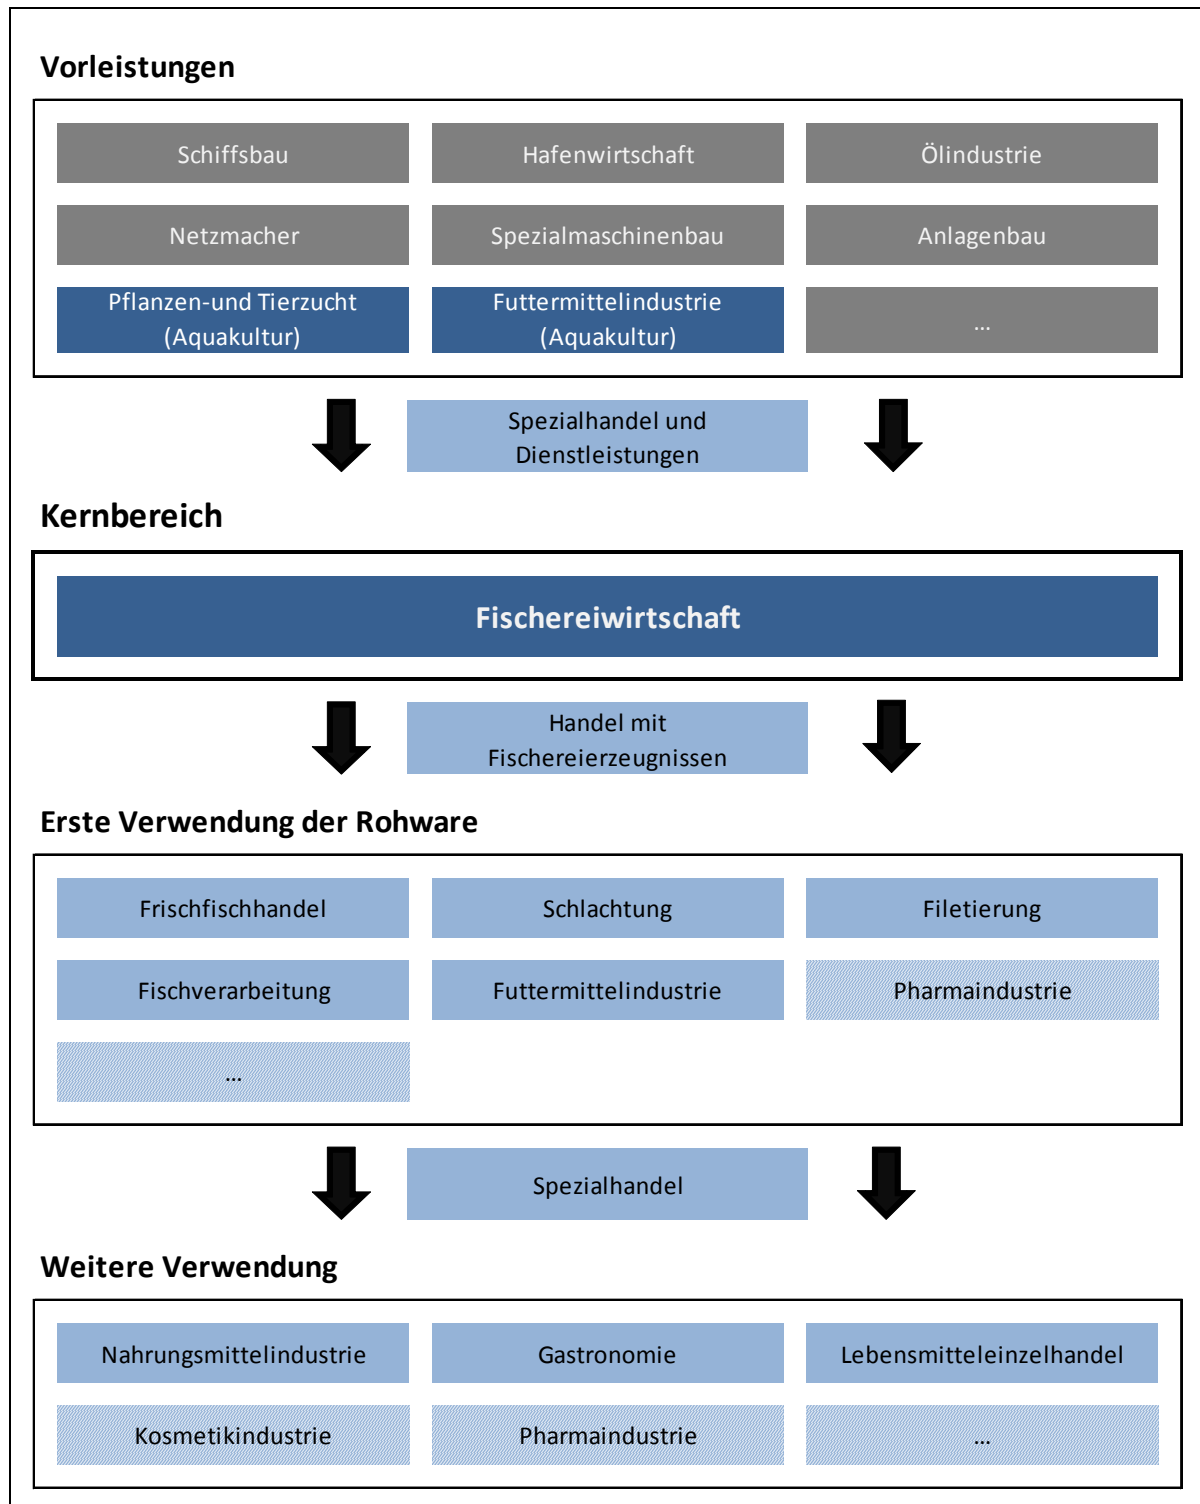 Vorleistungen
Schiffsbau
Hafenwirtschaft
Ölindustrie
Netzmacher
Spezialmaschinenbau
Anlagenbau
Pflanzen-und Tierzucht
(Aquakultur)
Futtermittelindustrie
(Aquakultur)
...
Spezialhandel und
Dienstleistungen
Kernbereich
Fischereiwirtschaft
Handel mit
Fischereierzeugnissen
Erste Verwendung der Rohware
Frischfischhandel
Schlachtung
Filetierung
Fischverarbeitung
Futtermittelindustrie
Pharmaindustrie
...
Spezialhandel
Weitere Verwendung
Nahrungsmittelindustrie
Gastronomie
Lebensmitteleinzelhandel
Kosmetikindustrie
Pharmaindustrie
...